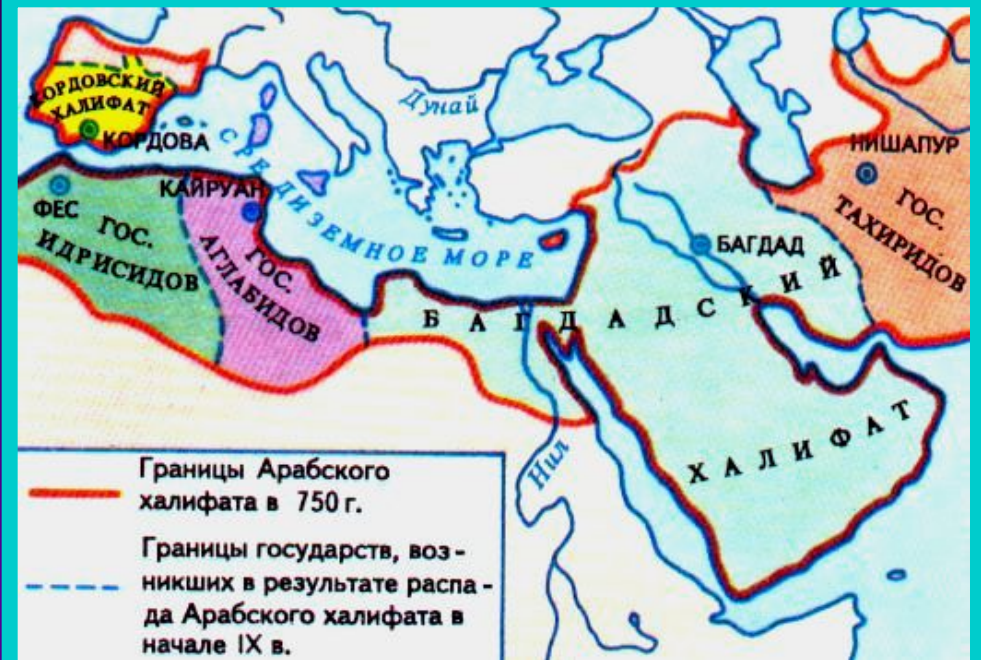 Дунай
КОРДОВСКИЙ
ХАЛИФАТ
КОРДОВА
СРЕДИЗЕМНОЕ МОРЕ
НИШАПУР
КАЙРУАН
ФЕС
ГОС.
ИДРИСИДОВ
ГОС.
АГЛАБИДОВ
ГОС.
ТАХИРИДОВ
БАГДАД
БАГДАДСКИЙ
ХАЛИФАТ
Нил
Границы Арабского
халифата в 750 г.
Границы государств, воз-
никших в результате распа-
да Арабского халифата в
начале IX в.